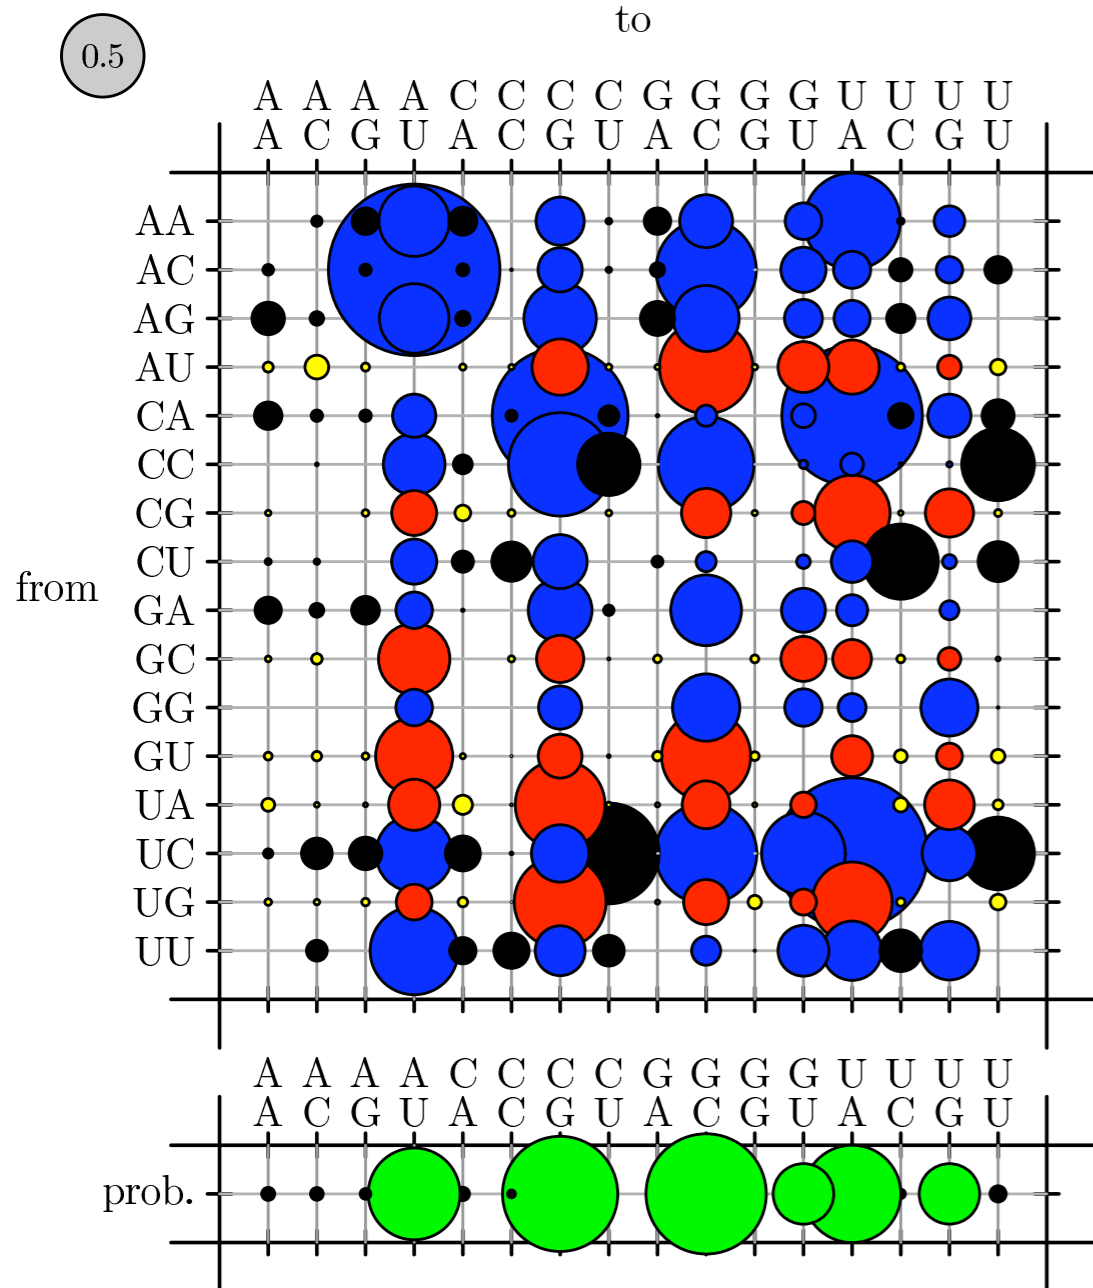 to
0.5
A A A A C C C C G G G G U U U U
A C G U A C G U A C G U A C G U
AA
AC
AG
AU
CA
CC
CG
CU
from
GA
GC
GG
GU
UA
UC
UG
UU
A A A A C C C C G G G G U U U U
A C G U A C G U A C G U A C G U
prob.